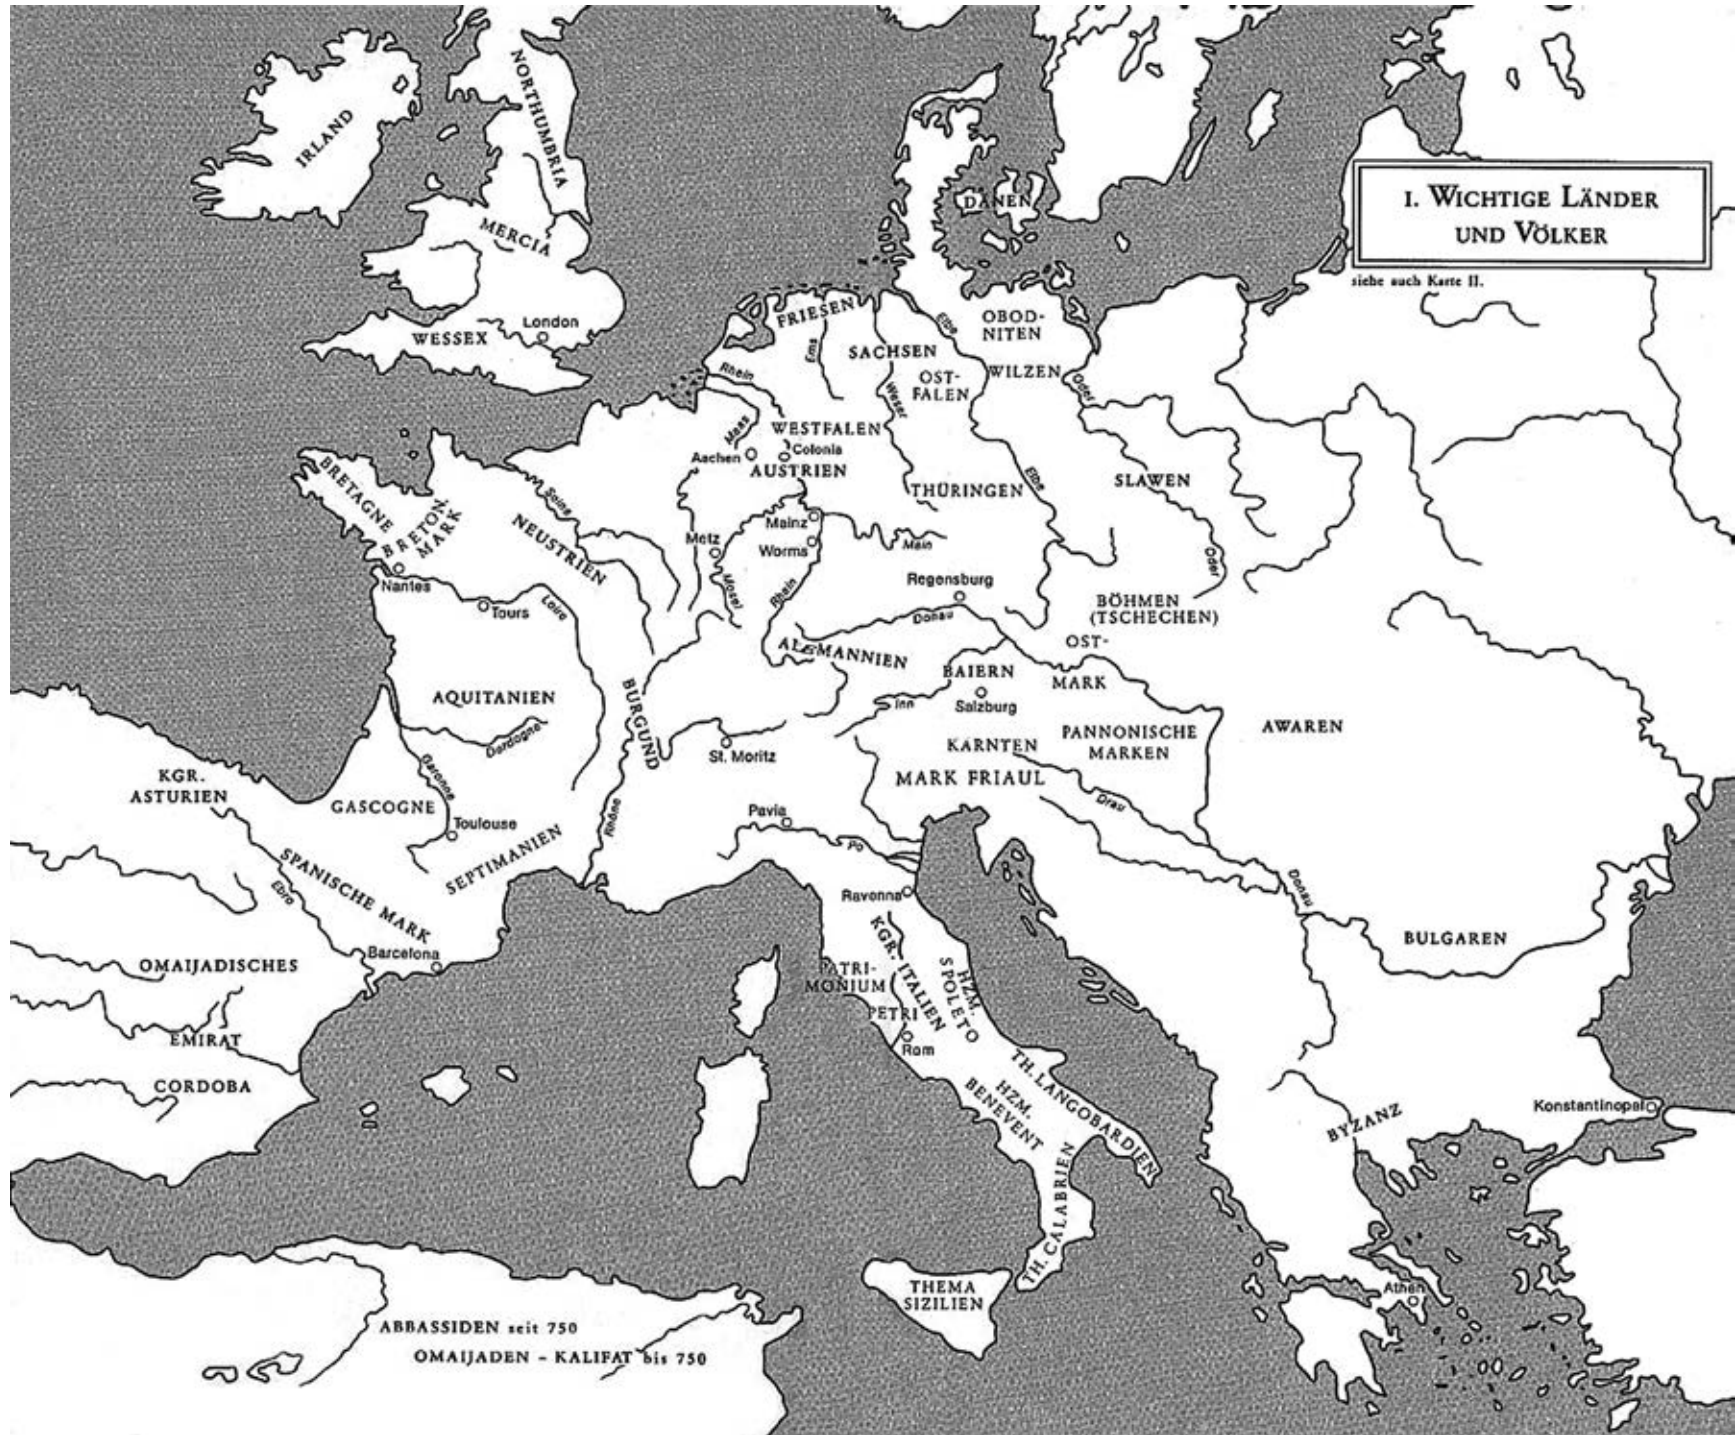 I. WICHTIGE LÄNDER
UND VÖLKER
siehe auch Karte II.
IRLAND
NORTHUMBRIA
MERCIA
WESSEX
London
DÄNEN
FRIESEN
Ems
SACHSEN
Weser
Elbe
OBOD-
NITEN
OST-
FALEN
WILZEN
Oder
Rhein
Maas
WESTFALEN
Aachen
Colonia
AUSTRIEN
THÜRINGEN
Elbe
SLAWEN
BRETAGNE
BRETON.
MARK
Seine
NEUSTRIEN
Mainz
Metz
Worms
Main
Mosel
Rhein
Oder
Nantes
Tours
Loire
Regensburg
Donau
BÖHMEN
(TSCHECHEN)
OST-
MARK
ALEMANNIEN
BAIERN
Inn
Salzburg
AQUITANIEN
BURGUND
Dordogne
Garonne
St. Moritz
KÄRNTEN
PANNONISCHE
MARKEN
AWAREN
MARK FRIAUL
Drau
KGR.
ASTURIEN
GASCOGNE
Toulouse
Rhône
Pavia
Po
SEPTIMANIEN
SPANISCHE MARK
Ebro
Ravenna
Donau
Barcelona
BULGAREN
OMAIJADISCHES
EMIRAT
CORDOBA
PATRI-
MONIUM
PETRI
KGR. ITALIEN
HZM.
SPOLETO
Rom
TH. LANGOBARDIEN
HZM.
BENEVENT
TH. CALABRIEN
BYZANZ
Konstantinopel
THEMA
SIZILIEN
Athen
ABBASSIDEN seit 750
OMAIJADEN – KALIFAT bis 750